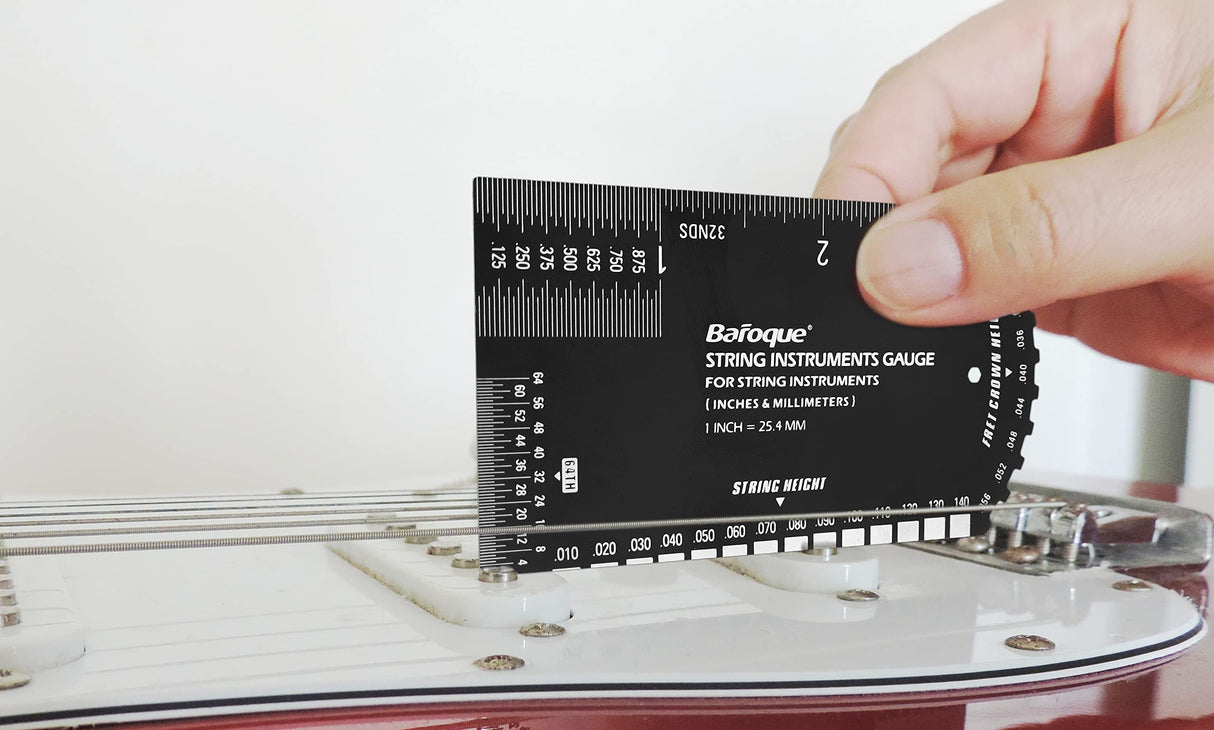 .125 .250 .375 .500 .625 .750 .875 1
32NDS
2
Baroque®
STRING INSTRUMENTS GAUGE
FOR STRING INSTRUMENTS
( INCHES & MILLIMETERS )
1 INCH = 25.4 MM
64 60 56 52 48 44 40 36 32 28 24 20 12 8 4
64TH
STRING HEIGHT
.010 .020 .030 .040 .050 .060 .070 .080 .090 .100 .110 .120 .130 .140
FRET CROWN HEI
.036 .040 .044 .048 .052 .056